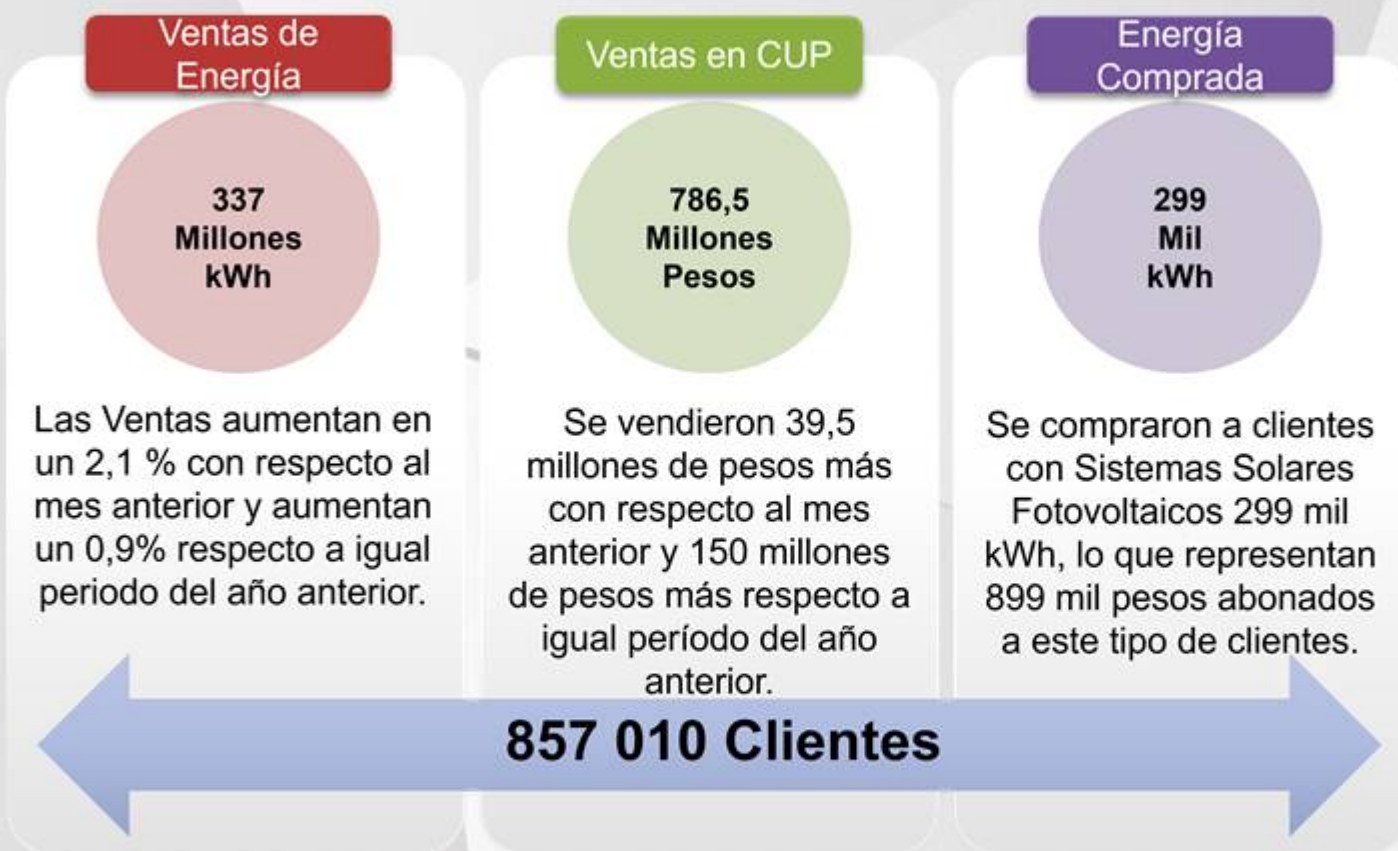 Ventas de
Energía
337
Millones
kWh
Las Ventas aumentan en
un 2,1 % con respecto al
mes anterior y aumentan
un 0,9% respecto a igual
periodo del año anterior.
Ventas en CUP
786,5
Millones
Pesos
Se vendieron 39,5
millones de pesos más
con respecto al mes
anterior y 150 millones
de pesos más respecto a
igual período del año
anterior.
Energía
Comprada
299
Mil
kWh
Se compraron a clientes
con Sistemas Solares
Fotovoltaicos 299 mil
kWh, lo que representan
899 mil pesos abonados
a este tipo de clientes.
857 010 Clientes